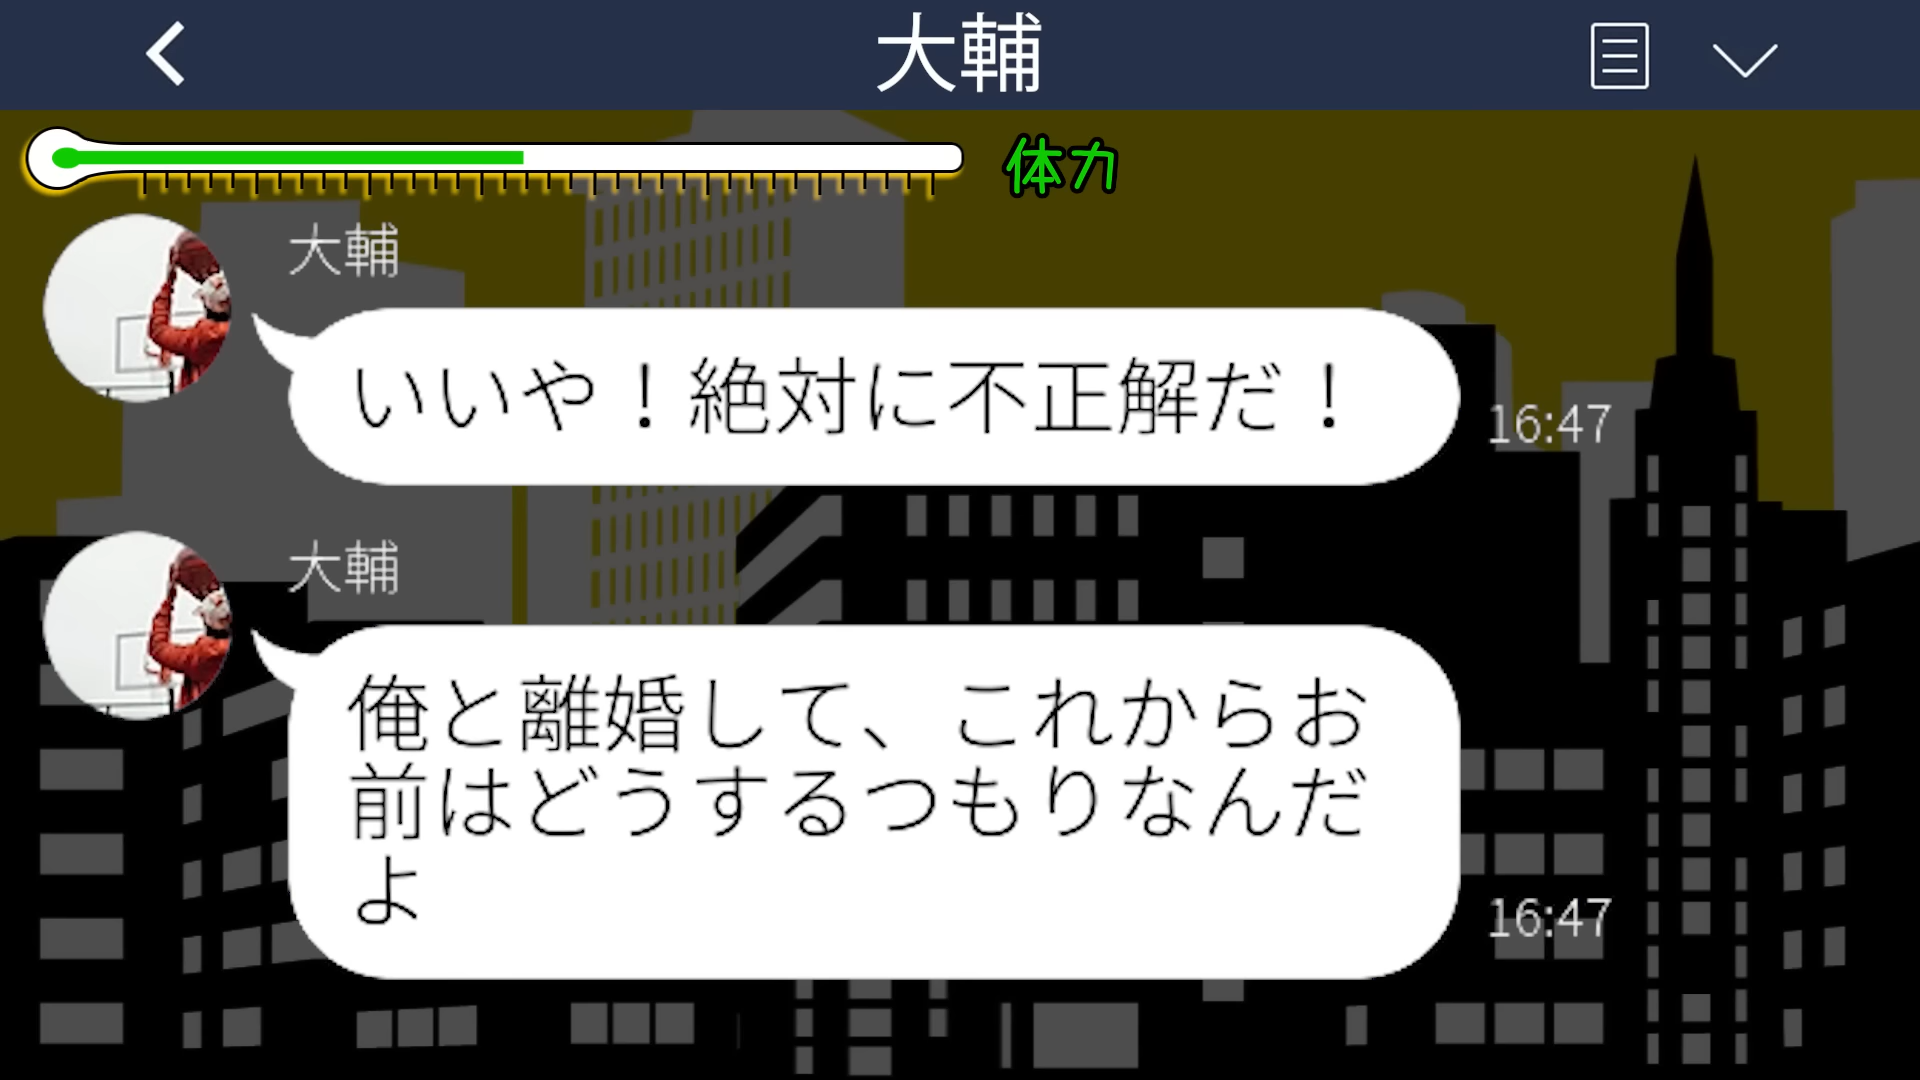 大輔
体力
大輔
いいや！絶対に不正解だ！
16:47
大輔
俺と離婚して、これからお
前はどうするつもりなんだ
よ
16:47